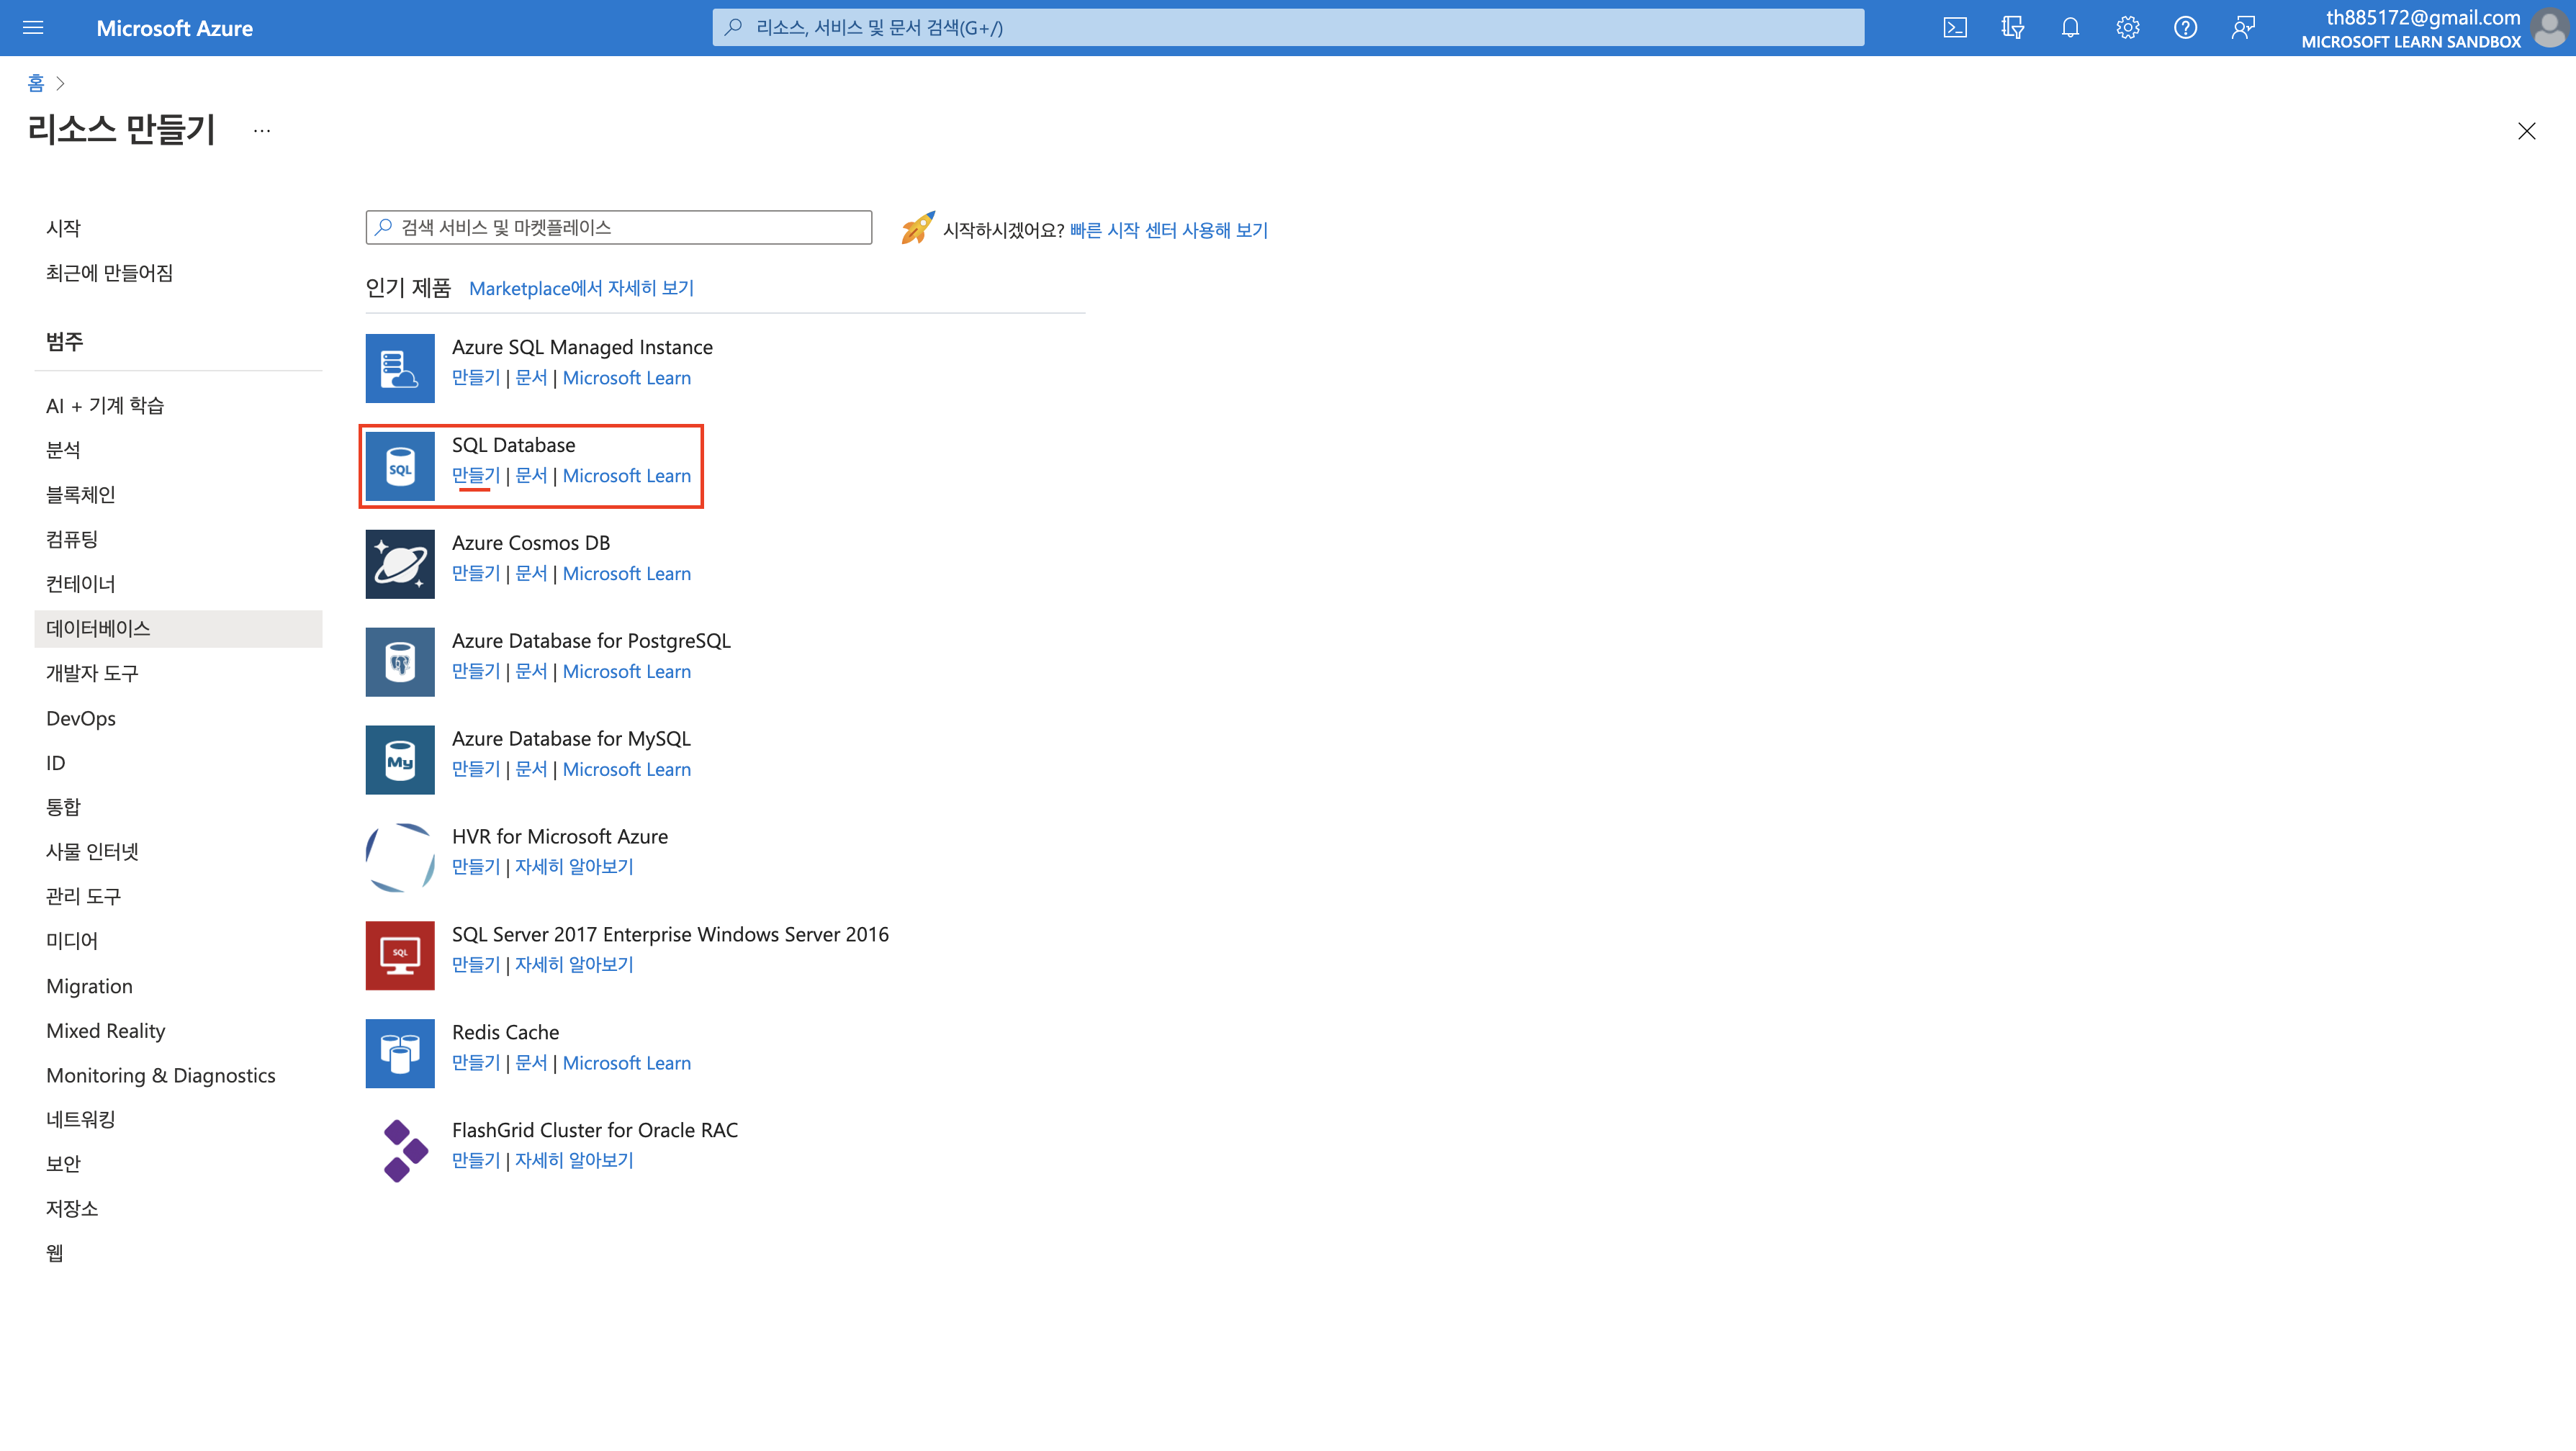 Microsoft Azure
리소스, 서비스 및 문서 검색(G+/)
th885172@gmail.com
MICROSOFT LEARN SANDBOX
홈
리소스 만들기 ...
시작
최근에 만들어짐
범주
AI + 기계 학습
분석
블록체인
컴퓨팅
컨테이너
데이터베이스
개발자 도구
DevOps
ID
통합
사물 인터넷
관리 도구
미디어
Migration
Mixed Reality
Monitoring & Diagnostics
네트워킹
보안
저장소
웹
검색 서비스 및 마켓플레이스
시작하시겠어요? 빠른 시작 센터 사용해 보기
인기 제품 Marketplace에서 자세히 보기
Azure SQL Managed Instance
만들기 | 문서 | Microsoft Learn
SQL
SQL Database
만들기 | 문서 | Microsoft Learn
Azure Cosmos DB
만들기 | 문서 | Microsoft Learn
Azure Database for PostgreSQL
만들기 | 문서 | Microsoft Learn
My
Azure Database for MySQL
만들기 | 문서 | Microsoft Learn
HVR for Microsoft Azure
만들기 | 자세히 알아보기
SQL
SQL Server 2017 Enterprise Windows Server 2016
만들기 | 자세히 알아보기
Redis Cache
만들기 | 문서 | Microsoft Learn
FlashGrid Cluster for Oracle RAC
만들기 | 자세히 알아보기